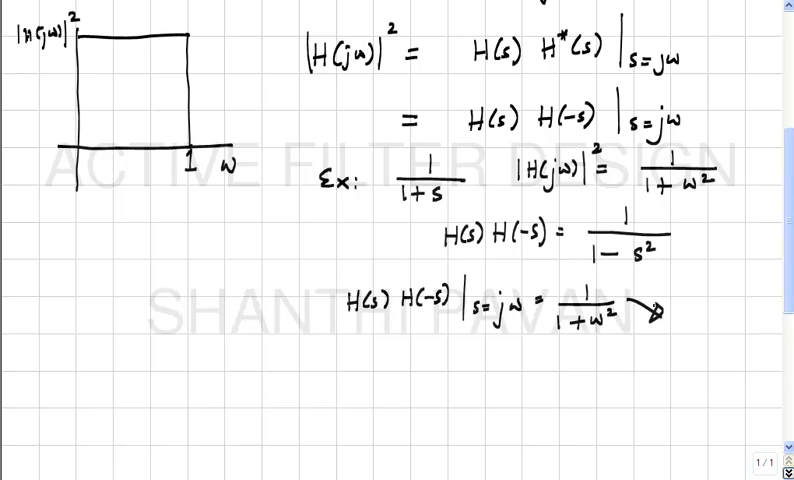 |H(jω)|²
1 ω
|H(jω)|² = H(s) H*(s) |s=jω
= H(s) H(-s) |s=jω
Ex: 1/(1+s) |H(jω)|² = 1/(1+ω²)
H(s) H(-s) = 1/(1-s²)
H(s) H(-s) |s=jω = 1/(1+ω²)
ACTIVE FILTER DESIGN
SHANTHI PAVAN
1/1